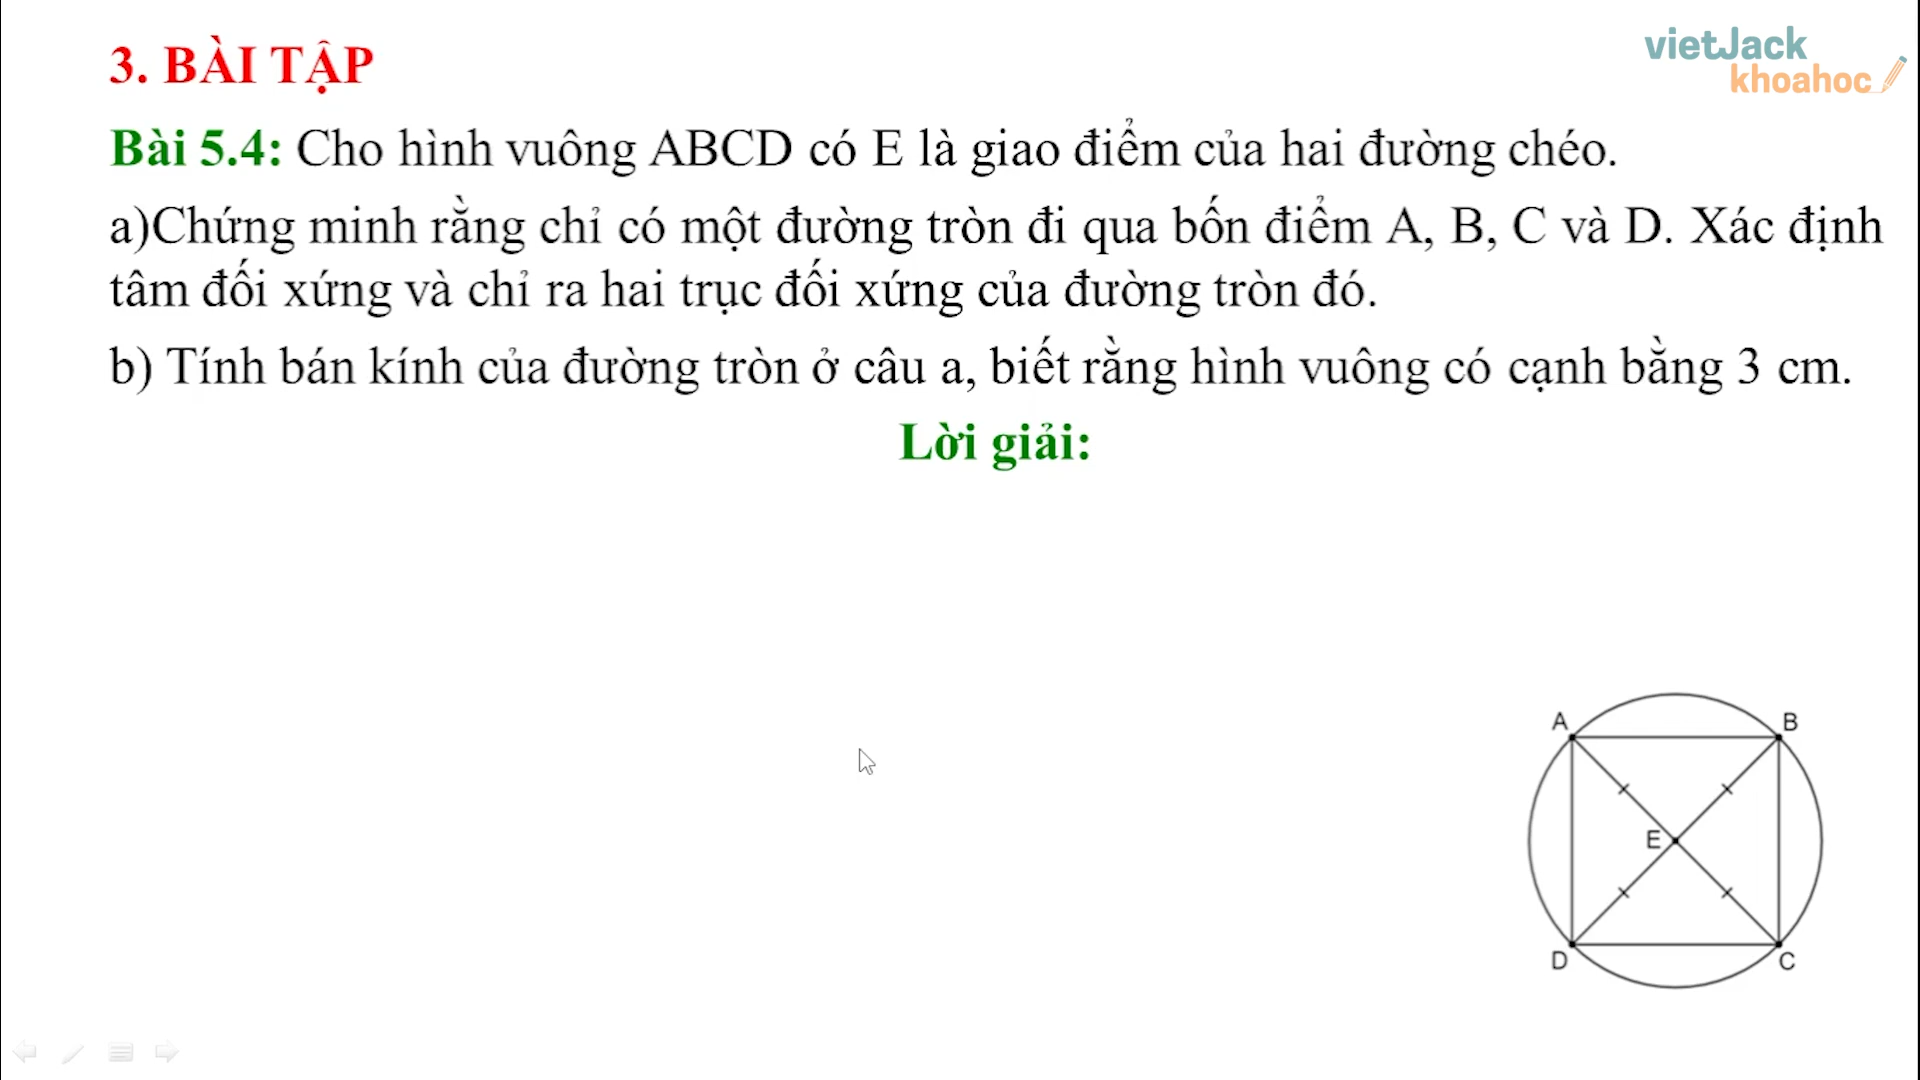 vietJack
khoahoc
3. BÀI TẬP
Bài 5.4: Cho hình vuông ABCD có E là giao điểm của hai đường chéo.
a)Chứng minh rằng chỉ có một đường tròn đi qua bốn điểm A, B, C và D. Xác định
tâm đối xứng và chỉ ra hai trục đối xứng của đường tròn đó.
b) Tính bán kính của đường tròn ở câu a, biết rằng hình vuông có cạnh bằng 3 cm.
Lời giải:
A
B
E
D
C